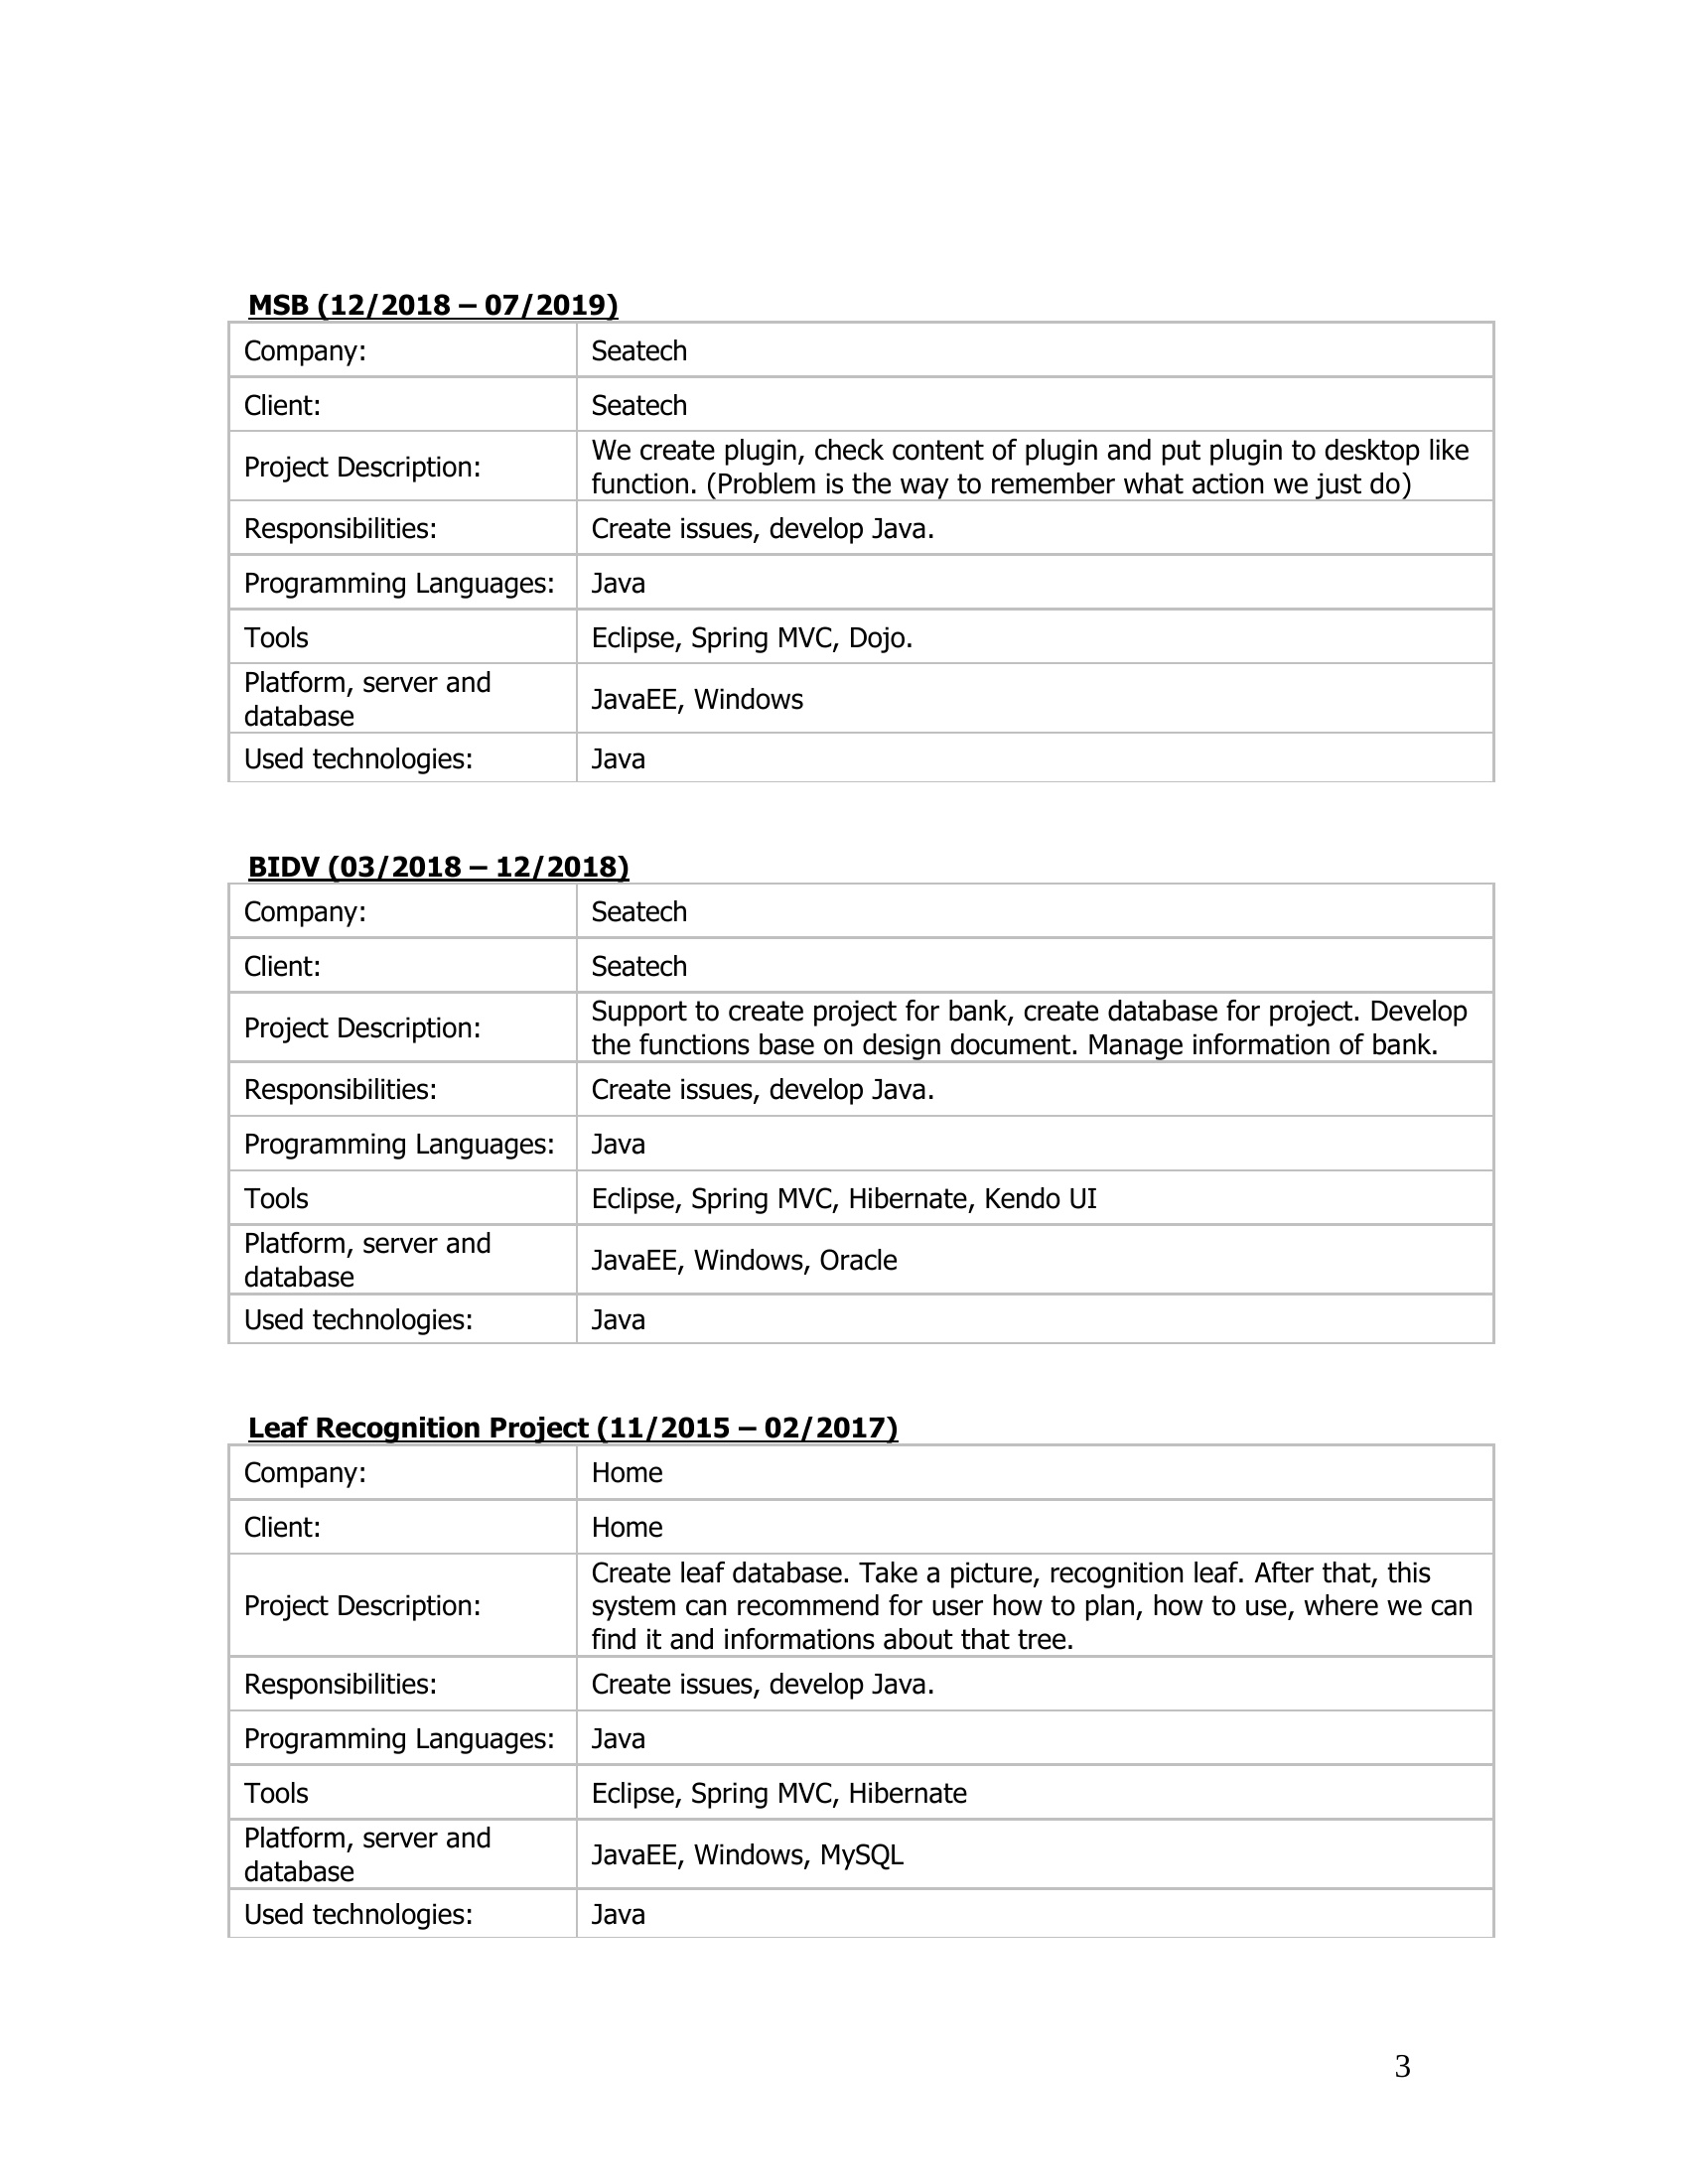 MSB (12/2018 – 07/2019)
Company: Seatech
Client: Seatech
Project Description: We create plugin, check content of plugin and put plugin to desktop like
function. (Problem is the way to remember what action we just do)
Responsibilities: Create issues, develop Java.
Programming Languages: Java
Tools Eclipse, Spring MVC, Dojo.
Platform, server and
database
JavaEE, Windows
Used technologies: Java
BIDV (03/2018 – 12/2018)
Company: Seatech
Client: Seatech
Project Description: Support to create project for bank, create database for project. Develop
the functions base on design document. Manage information of bank.
Responsibilities: Create issues, develop Java.
Programming Languages: Java
Tools Eclipse, Spring MVC, Hibernate, Kendo UI
Platform, server and
database
JavaEE, Windows, Oracle
Used technologies: Java
Leaf Recognition Project (11/2015 – 02/2017)
Company: Home
Client: Home
Project Description: Create leaf database. Take a picture, recognition leaf. After that, this
system can recommend for user how to plan, how to use, where we can
find it and informations about that tree.
Responsibilities: Create issues, develop Java.
Programming Languages: Java
Tools Eclipse, Spring MVC, Hibernate
Platform, server and
database
JavaEE, Windows, MySQL
Used technologies: Java
3